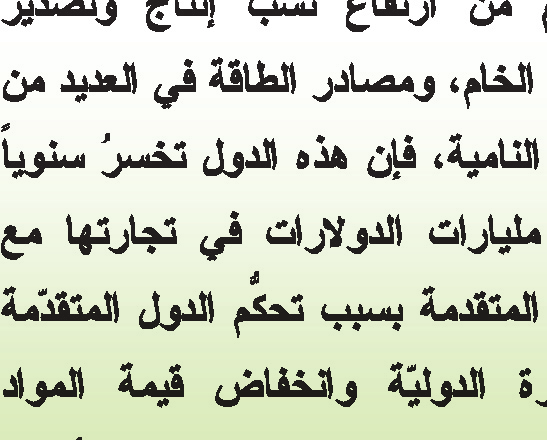 من ارتفاع نسب إنتاج وتصدير
الخام، ومصادر الطاقة في العديد من
النامية، فإن هذه الدول تخسرُ سنوياً
مليارات الدولارات في تجارتها مع
المتقدمة بسبب تحكُّم الدول المتقدّمة
الدوليّة وانخفاض قيمة المواد